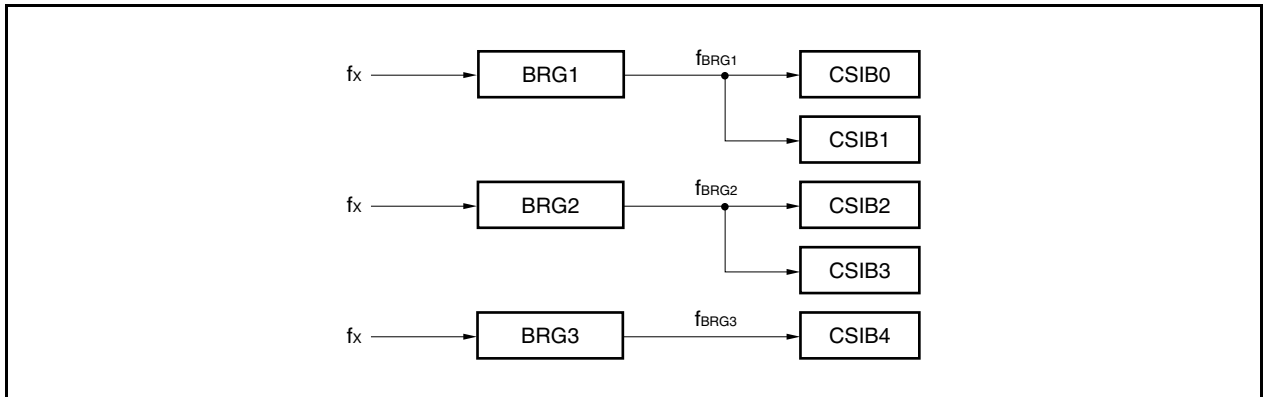 fX BRG1 fBRG1 CSIB0
CSIB1
fX BRG2 fBRG2 CSIB2
CSIB3
fX BRG3 fBRG3 CSIB4